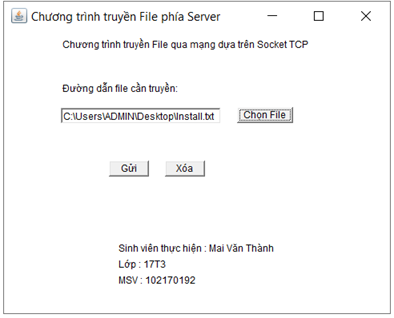 Chương trình truyền File phía Server
Chương trình truyền File qua mạng dựa trên Socket TCP
Đường dẫn file cần truyền:
C:\Users\ADMIN\Desktop\Install.txt Chọn File
Gửi Xóa
Sinh viên thực hiện : Mai Văn Thành
Lớp : 17T3
MSV : 102170192